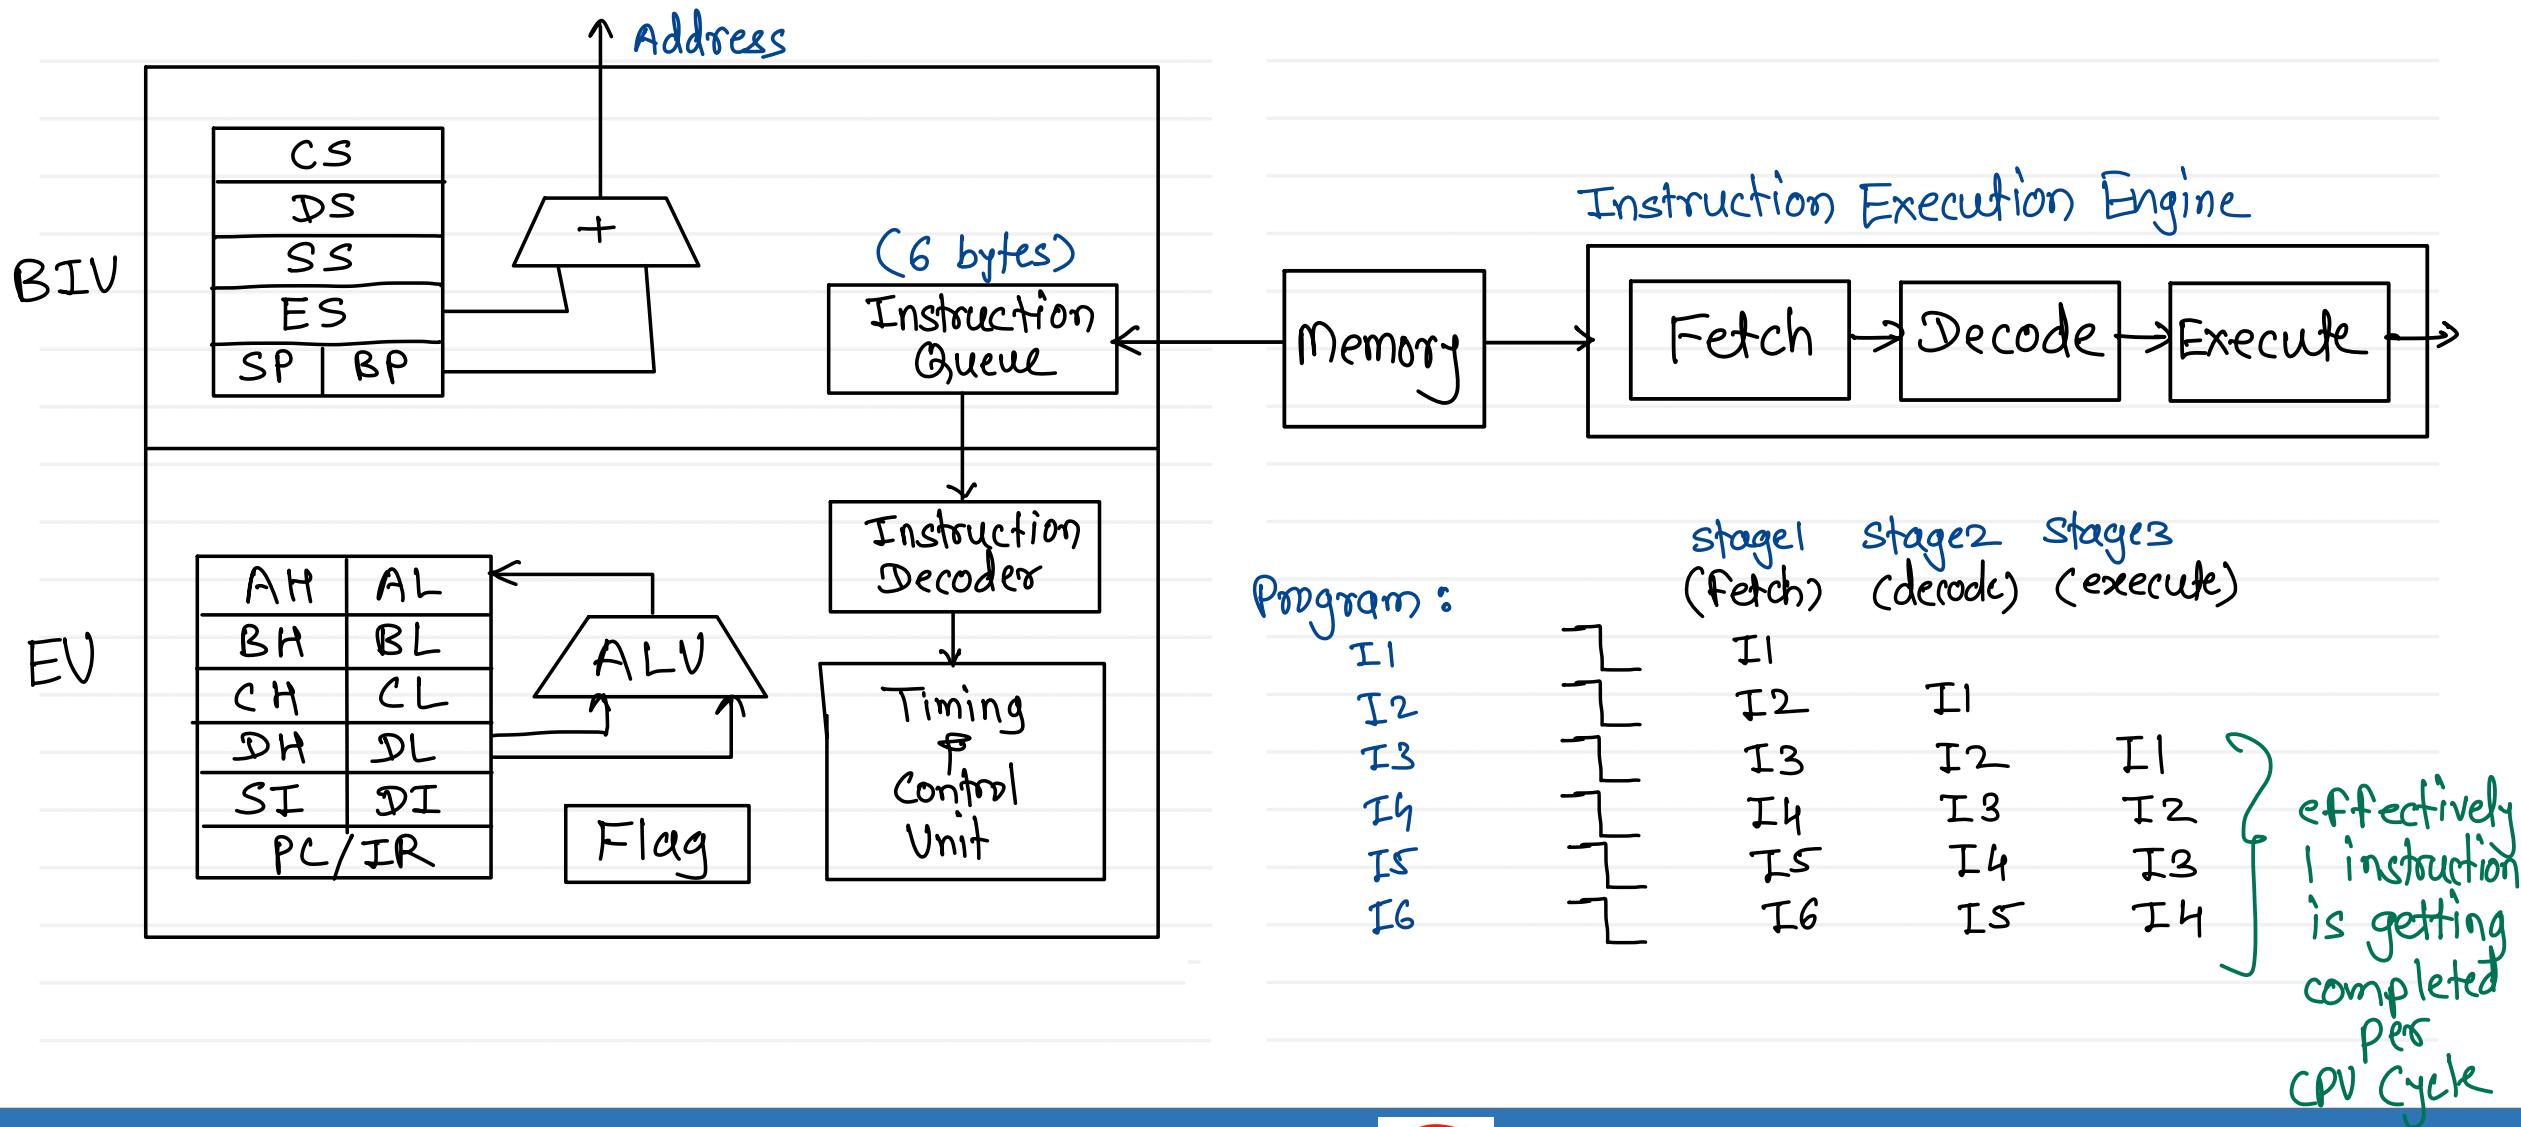 Address
BIU
CS
DS
SS
ES
SP BP
+
(6 bytes)
Instruction
Queue
EU
AH AL
BH BL
CH CL
DH DL
SI DI
PC/IR
ALU
Flag
Instruction
Decoder
Timing
&
Control
Unit
Memory
Instruction Execution Engine
Fetch Decode Execute
Stage1 Stage2 Stage3
Program: (Fetch) (decode) (execute)
I1 I1
I2 I2 I1
I3 I3 I2 I1
I4 I4 I3 I2
I5 I5 I4 I3
I6 I6 I5 I4
effectively
1 instruction
is getting
completed
per
CPU Cycle